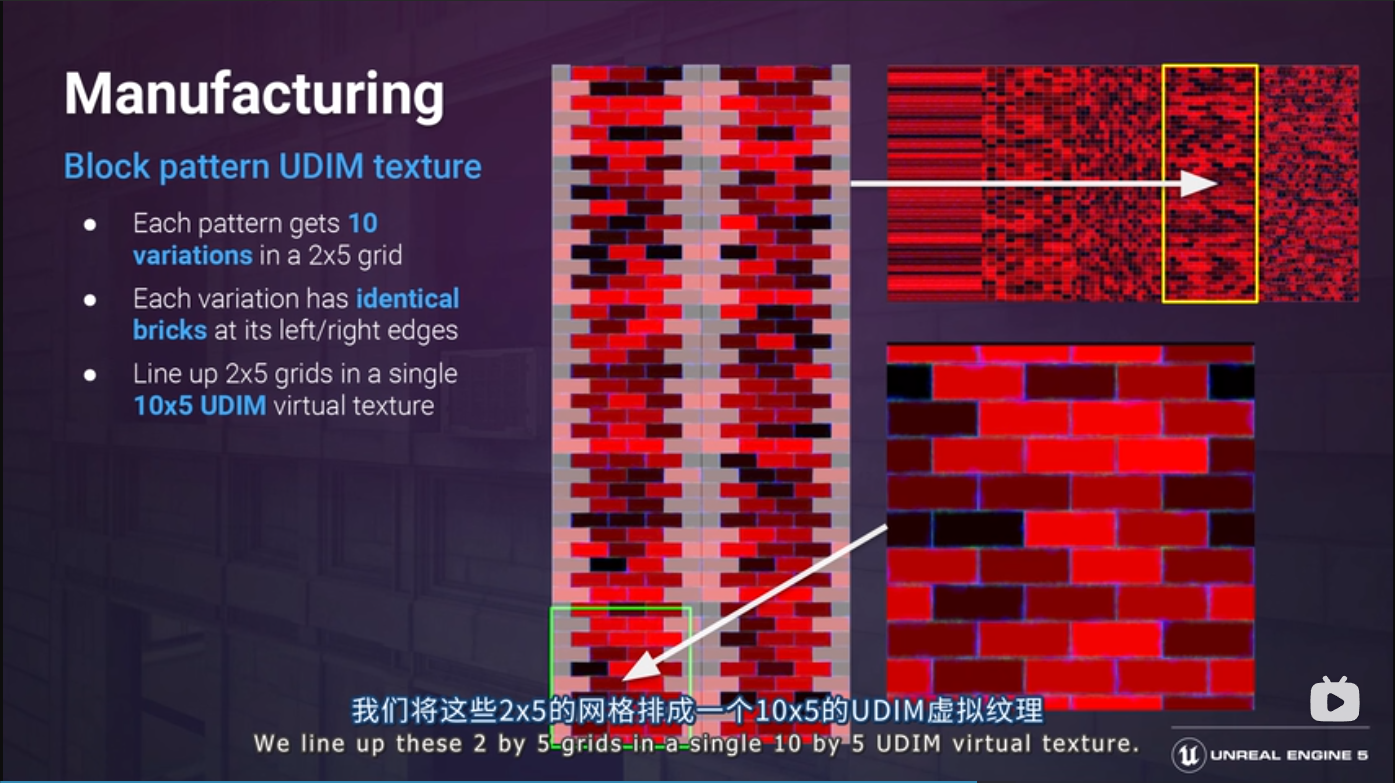 Manufacturing
Block pattern UDIM texture
● Each pattern gets 10
variations in a 2x5 grid
● Each variation has identical
bricks at its left/right edges
● Line up 2x5 grids in a single
10x5 UDIM virtual texture
我们将这些2x5的网格排成一个10x5的UDIM虚拟纹理
We line up these 2 by 5 grids in a single 10 by 5 UDIM virtual texture.
UNREAL ENGINE 5